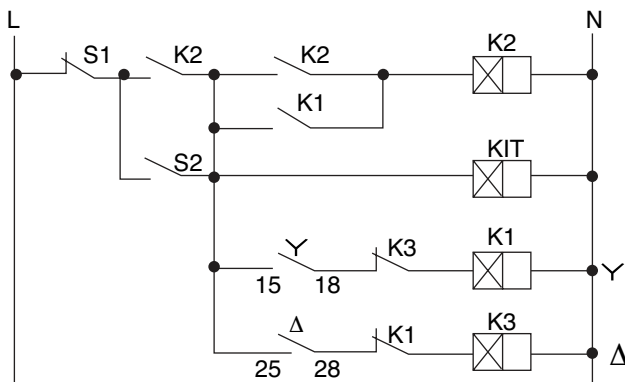 L N
S1 K2 K2 K2
K1
S2 KIT
Y K3 K1
15 18 Y
Δ K1 K3
25 28 Δ